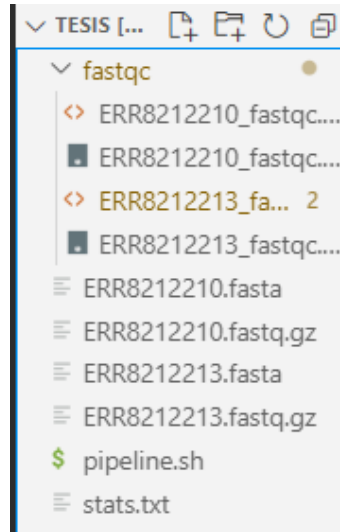 TESIS [...
fastqc
ERR8212210_fastqc....
ERR8212210_fastqc....
ERR8212213_fa... 2
ERR8212213_fastqc....
ERR8212210.fasta
ERR8212210.fastq.gz
ERR8212213.fasta
ERR8212213.fastq.gz
$ pipeline.sh
stats.txt